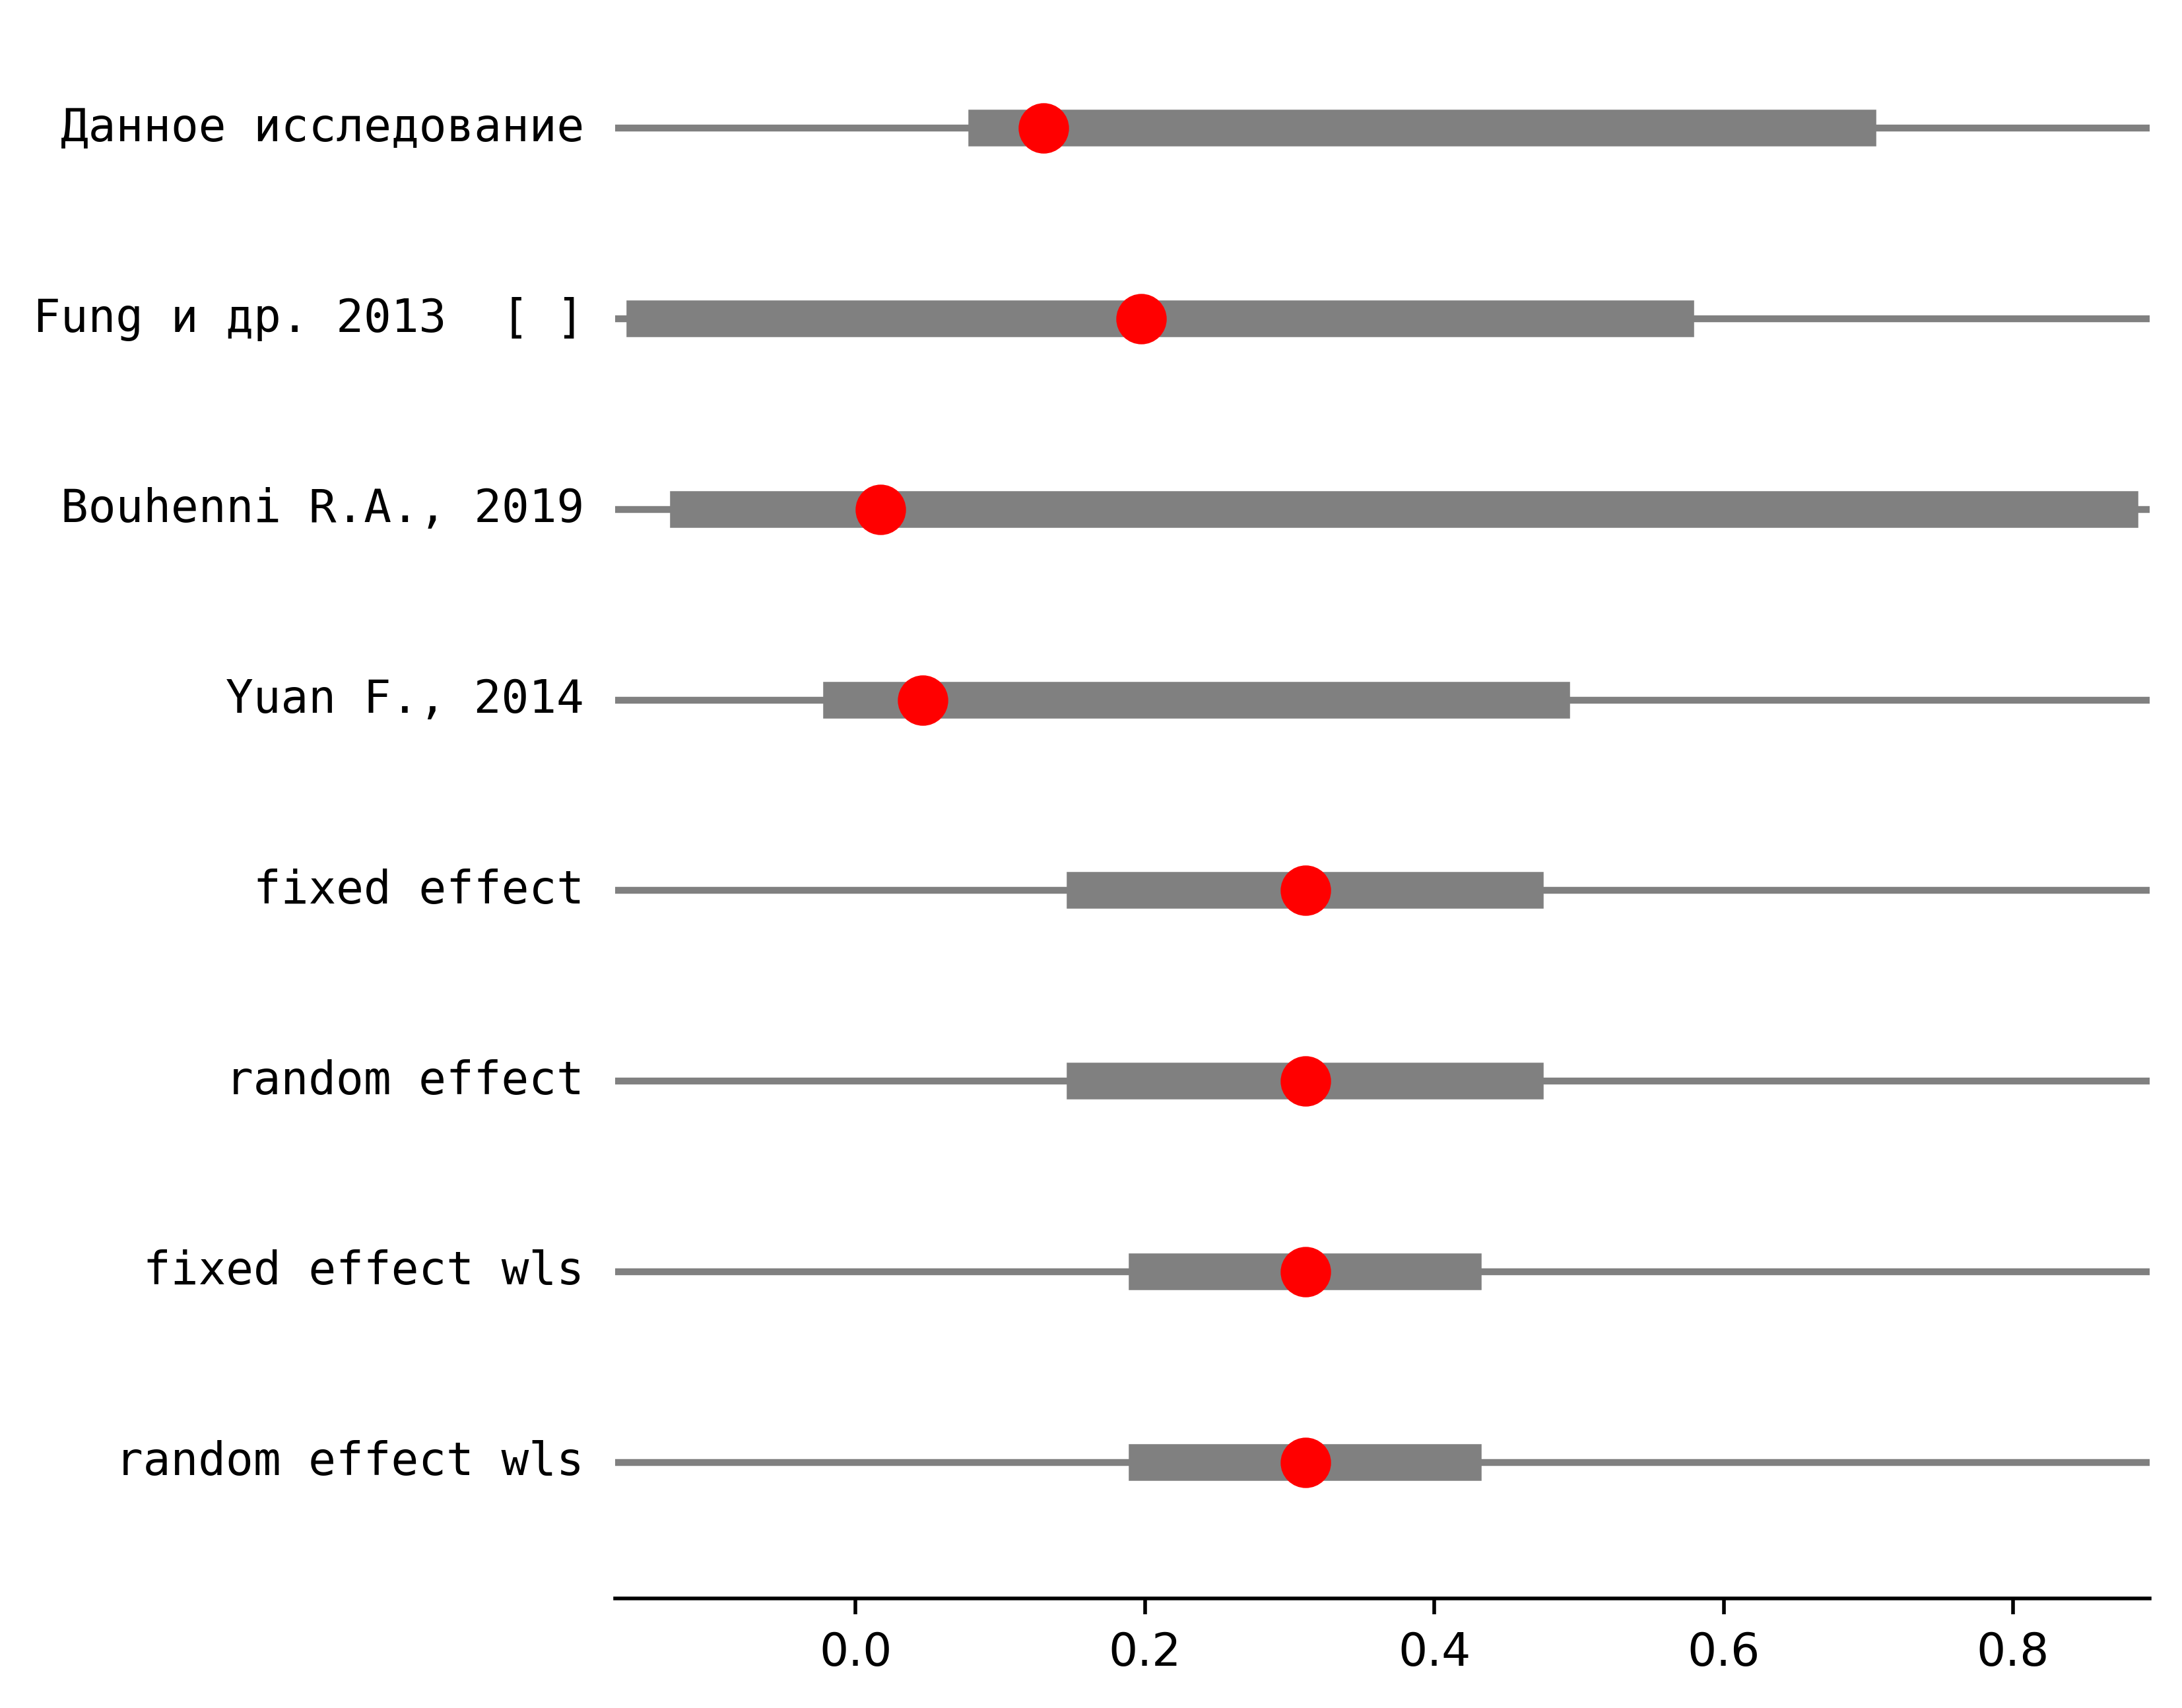 Данное исследование
Fung и др. 2013  [ ]
Bouhenni R.A., 2019
Yuan F., 2014
fixed effect
random effect
fixed effect wls
random effect wls
0.0 0.2 0.4 0.6 0.8